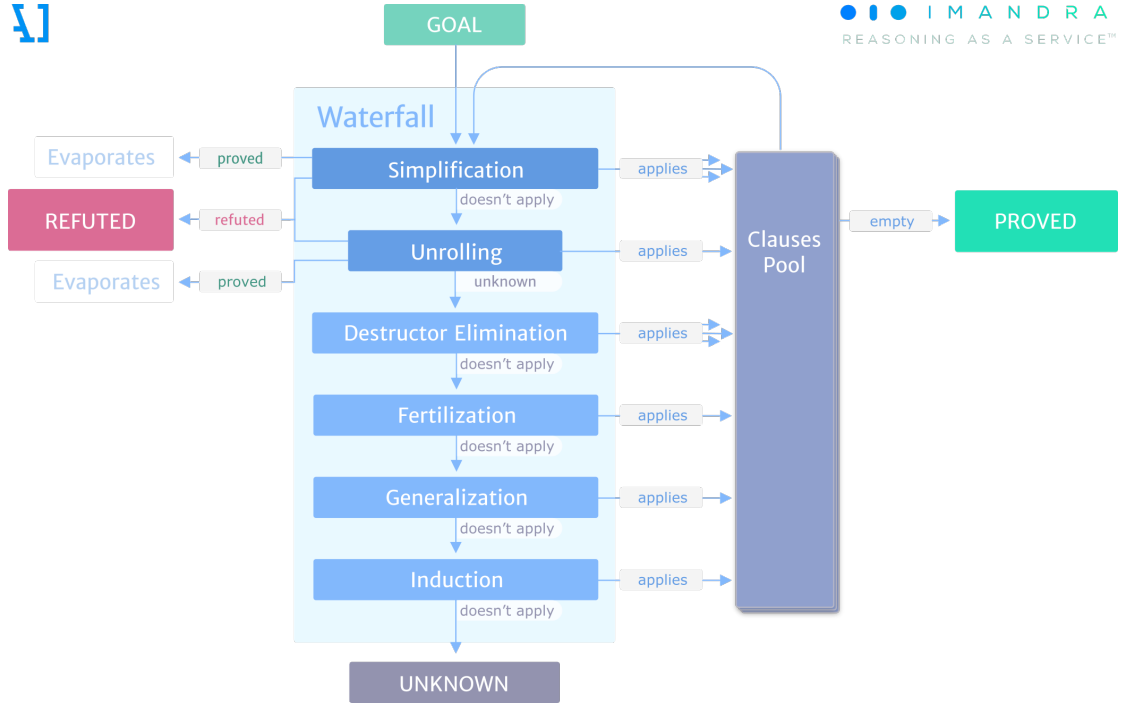 GOAL
IMANDRA
REASONING AS A SERVICE™
Waterfall
Evaporates
proved
Simplification
applies
doesn't apply
REFUTED
refuted
Unrolling
applies
Clauses
Pool
empty
PROVED
Evaporates
proved
unknown
Destructor Elimination
applies
doesn't apply
Fertilization
applies
doesn't apply
Generalization
applies
doesn't apply
Induction
applies
doesn't apply
UNKNOWN